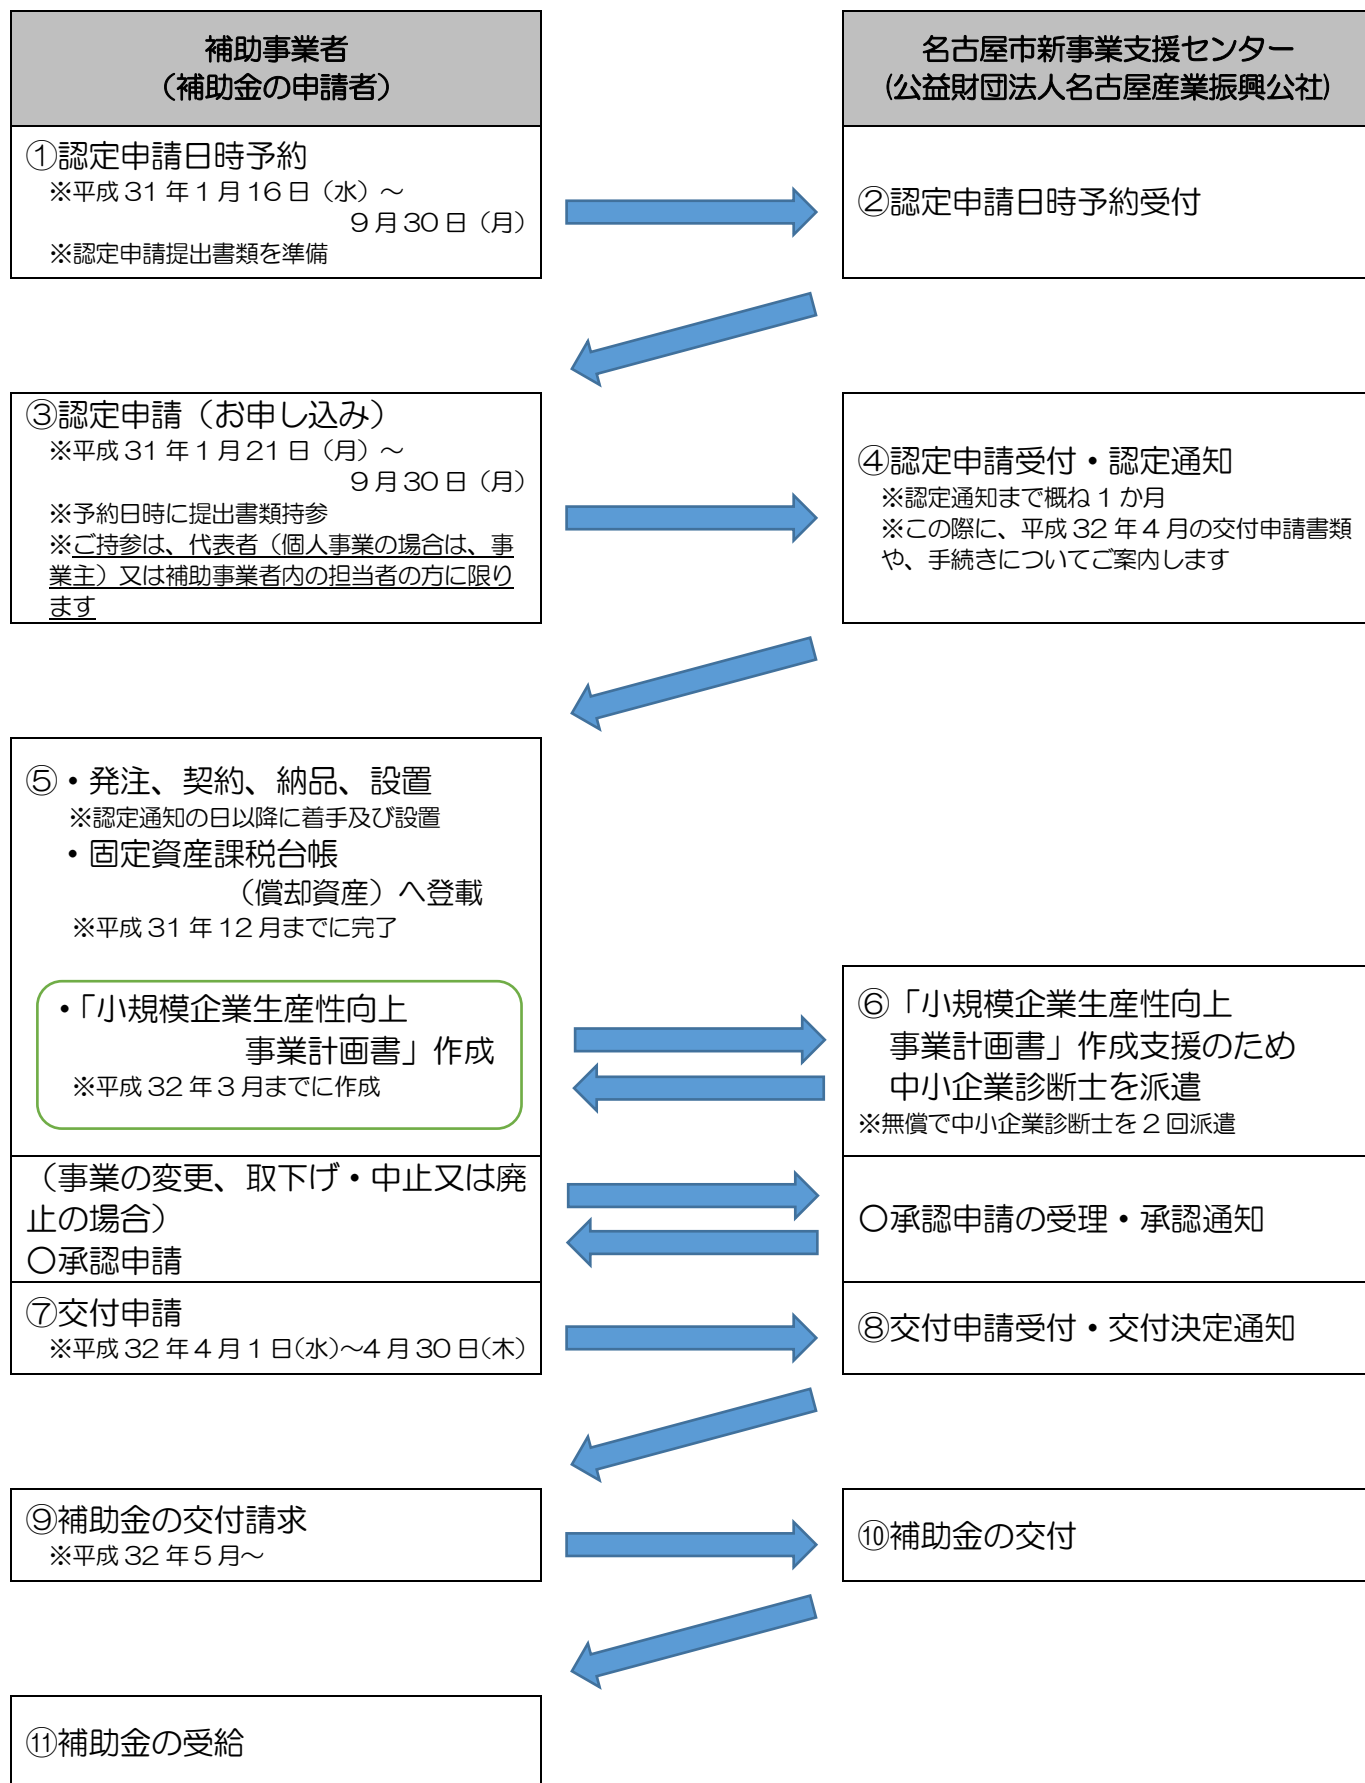 補助事業者
（補助金の申請者）
名古屋市新事業支援センター
(公益財団法人名古屋産業振興公社)
①認定申請日時予約
※平成31年1月16日（水）～
9月30日（月）
※認定申請提出書類を準備
②認定申請日時予約受付
③認定申請（お申し込み）
※平成31年1月21日（月）～
9月30日（月）
※予約日時に提出書類持参
※ご持参は、代表者（個人事業の場合は、事
業主）又は補助事業者内の担当者の方に限り
ます
④認定申請受付・認定通知
※認定通知まで概ね1か月
※この際に、平成32年4月の交付申請書類
や、手続きについてご案内します
⑤・発注、契約、納品、設置
※認定通知の日以降に着手及び設置
・固定資産課税台帳
（償却資産）へ登載
※平成31年12月までに完了
・「小規模企業生産性向上
事業計画書」作成
※平成32年3月までに作成
⑥「小規模企業生産性向上
事業計画書」作成支援のため
中小企業診断士を派遣
※無償で中小企業診断士を2回派遣
（事業の変更、取下げ・中止又は廃
止の場合）
○承認申請
○承認申請の受理・承認通知
⑦交付申請
※平成32年4月1日(水)～4月30日(木)
⑧交付申請受付・交付決定通知
⑨補助金の交付請求
※平成32年5月～
⑩補助金の交付
⑪補助金の受給